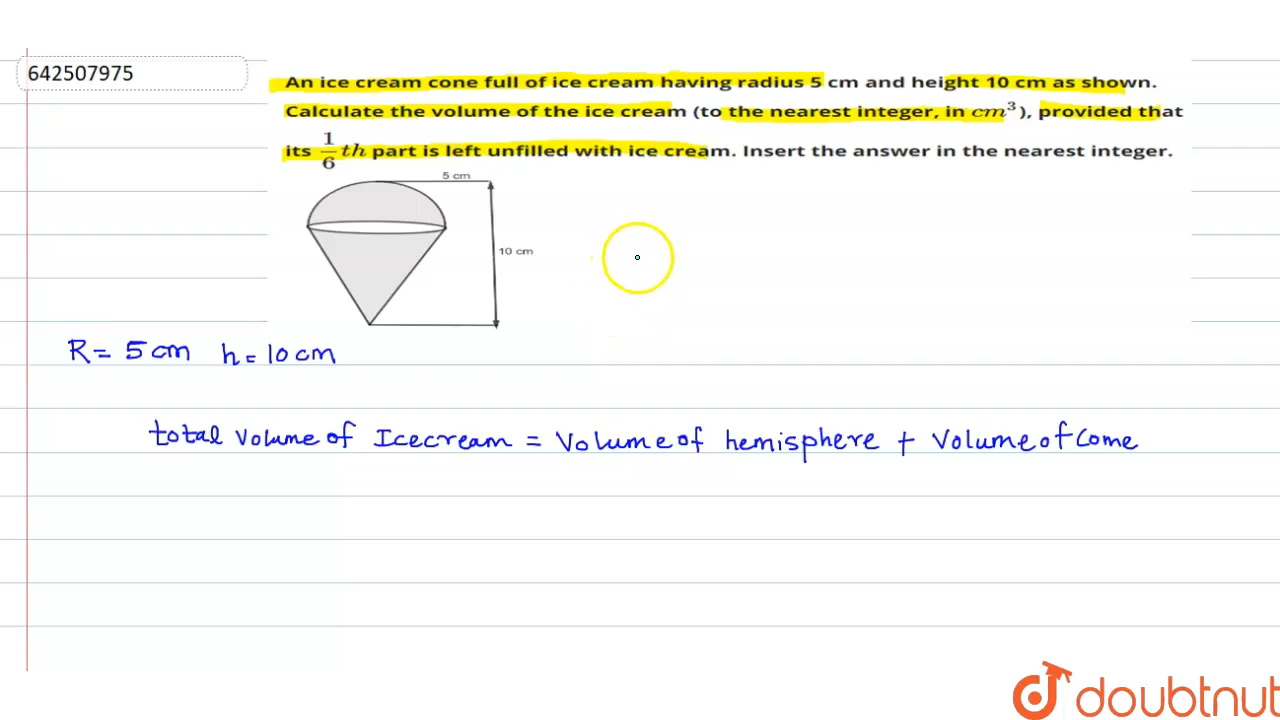 642507975
An ice cream cone full of ice cream having radius 5 cm and height 10 cm as shown.
Calculate the volume of the ice cream (to the nearest integer, in cm³), provided that
its 1/6 th part is left unfilled with ice cream. Insert the answer in the nearest integer.
5 cm
10 cm
R = 5 cm h = 10 cm
total volume of Icecream = Volume of hemisphere + Volume of Come
doubtnut